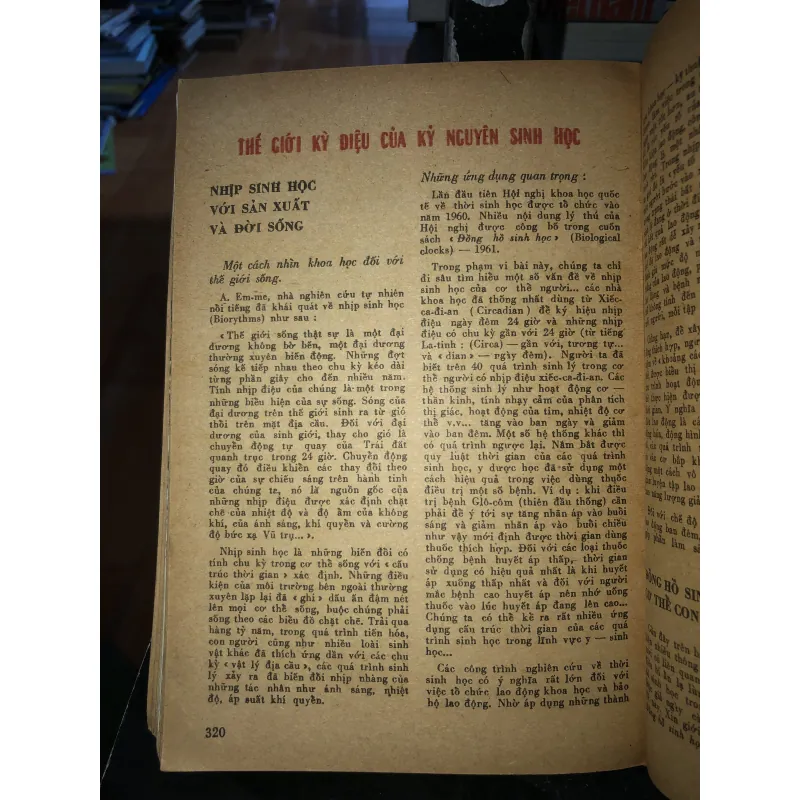 THẾ GIỚI KỲ DIỆU CỦA KỶ NGUYÊN SINH HỌC
NHỊP SINH HỌC
VỚI SẢN XUẤT
VÀ ĐỜI SỐNG
Một cách nhìn khoa học đối với
thế giới sống.
A. Em-me, nhà nghiên cứu tự nhiên
nổi tiếng đã khái quát về nhịp sinh học
(Biorythms) như sau :
«Thế giới sống thật sự là một đại
dương không bờ bến, một đại dương
thường xuyên biến động. Những đợt
sóng kế tiếp nhau theo chu kỳ kéo dài
từng phần giây cho đến nhiều năm.
Tính nhịp điệu của chúng là một trong
những biểu hiện của sự sống. Sóng của
đại dương trên thế giới sinh ra từ gió
thổi trên mặt địa cầu. Đối với đại
dương của sinh giới, thay cho gió là
chuyển động tự quay của Trái đất
quanh trục trong 24 giờ. Chuyển động
quay đó điều khiển các thay đổi theo
giờ của sự chiếu sáng trên hành tinh
của chúng ta, nó là nguồn gốc của
những nhịp điệu được xác định chặt
chẽ của nhiệt độ và độ ẩm của không
khí, của ánh sáng, khí quyển và cường
độ bức xạ Vũ trụ...».
Nhịp sinh học là những biến đổi có
tính chu kỳ trong cơ thể sống với «cấu
trúc thời gian» xác định. Những điều
kiện của môi trường bên ngoài thường
xuyên lặp lại đã «ghi» dấu ấn đậm nét
lên mọi cơ thể sống, buộc chúng phải
sống theo các biểu đồ chặt chẽ. Trải qua
hàng tỷ năm, trong quá trình tiến hóa,
con người cũng như nhiều loài sinh
vật khác đã thích ứng dần với các chu
kỳ «vật lý địa cầu», các quá trình sinh
lý xảy ra đã biến đổi nhịp nhàng của
những tác nhân như ánh sáng, nhiệt
độ, áp suất khí quyển.
320
Những ứng dụng quan trọng :
Lần đầu tiên Hội nghị khoa học quốc
tế về thời sinh học được tổ chức vào
năm 1960. Nhiều nội dung lý thú của
Hội nghị được công bố trong cuốn
sách «Đồng hồ sinh học» (Biological
clocks) — 1961.
Trong phạm vi bài này, chúng ta chỉ
đi sâu tìm hiểu một số vấn đề về nhịp
sinh học của cơ thể người... các nhà
khoa học đã thống nhất dùng từ Xiếc-
ca-đi-an (Circadian) để ký hiệu nhịp
điệu ngày đêm 24 giờ và những nhịp
điệu có chu kỳ gần với 24 giờ (từ tiếng
La-tinh : (Circa) — gần với, tương tự...
và «dian» — ngày đêm). Người ta đã
biết trên 40 quá trình sinh lý trong cơ
thể người có nhịp điệu xiếc-ca-đi-an. Các
hệ thống sinh lý như hoạt động cơ —
thần kinh, tính nhạy cảm của phân tích
thị giác, hoạt động của tim, nhiệt độ cơ
thể v.v... tăng vào ban ngày và giảm
vào ban đêm. Một số hệ thống khác thì
có quá trình ngược lại. Nắm bắt được
quy luật thời gian của các quá trình
sinh học, y dược học đã sử dụng một
cách hiệu quả trong việc dùng thuốc
điều trị một số bệnh. Ví dụ : khi điều
trị bệnh Glô-côm (thiên đầu thống) cần
phải để ý tới sự tăng nhãn áp vào buổi
sáng và giảm nhãn áp vào buổi chiều
như vậy mới định được thời gian dùng
thuốc thích hợp. Đối với các loại thuốc
chống bệnh huyết áp thấp, thời gian
sử dụng có hiệu quả nhất là khi huyết
áp xuống thấp nhất và đối với người
mắc bệnh cao huyết áp nên nhớ uống
thuốc vào lúc huyết áp đang lên cao...
Chúng ta có thể kể ra rất nhiều ứng
dụng cấu trúc thời gian của các quá
trình sinh học trong lĩnh vực y — sinh
học...
Các công trình nghiên cứu về thời
sinh học có ý nghĩa rất lớn đối với
việc tổ chức lao động khoa học và bảo
hộ lao động. Nhờ áp dụng những thành